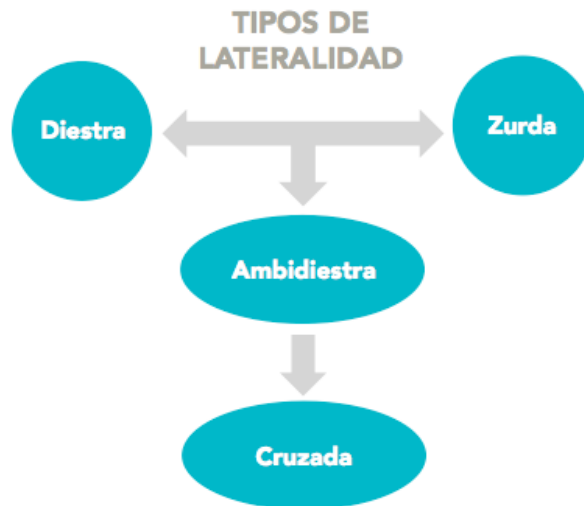 TIPOS DE
LATERALIDAD
Diestra
Zurda
Ambidiestra
Cruzada